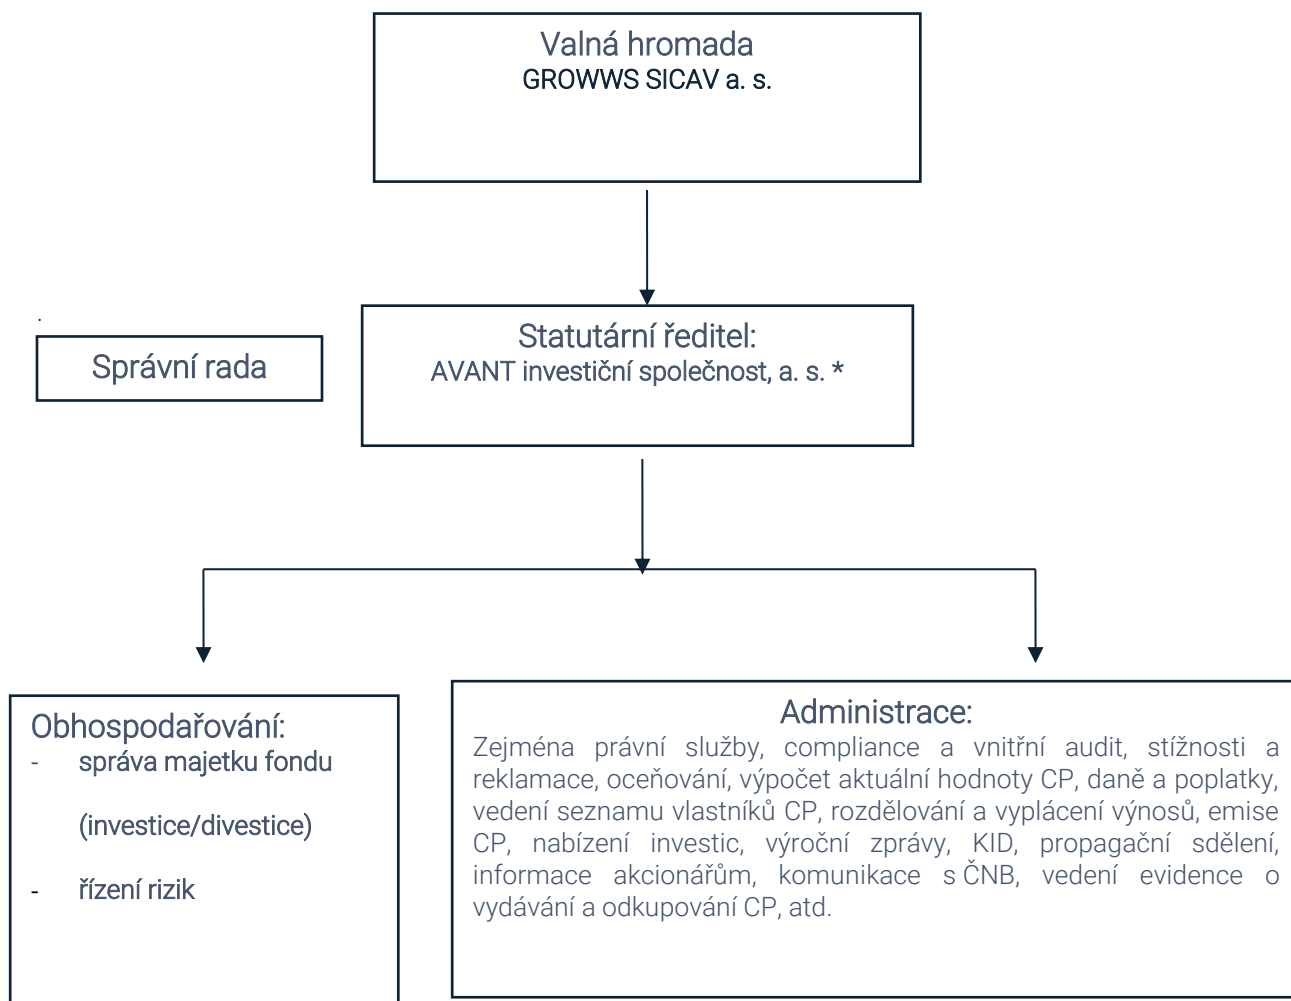 Valná hromada
GROWWS SICAV a. s.
.
Správní rada
Statutární ředitel:
AVANT investiční společnost, a. s. *
Obhospodařování:
- správa majetku fondu
(investice/divestice)
- řízení rizik
Administrace:
Zejména právní služby, compliance a vnitřní audit, stížnosti a
reklamace, oceňování, výpočet aktuální hodnoty CP, daně a poplatky,
vedení seznamu vlastníků CP, rozdělování a vyplácení výnosů, emise
CP, nabízení investic, výroční zprávy, KID, propagační sdělení,
informace akcionářům, komunikace s ČNB, vedení evidence o
vydávání a odkupování CP, atd.